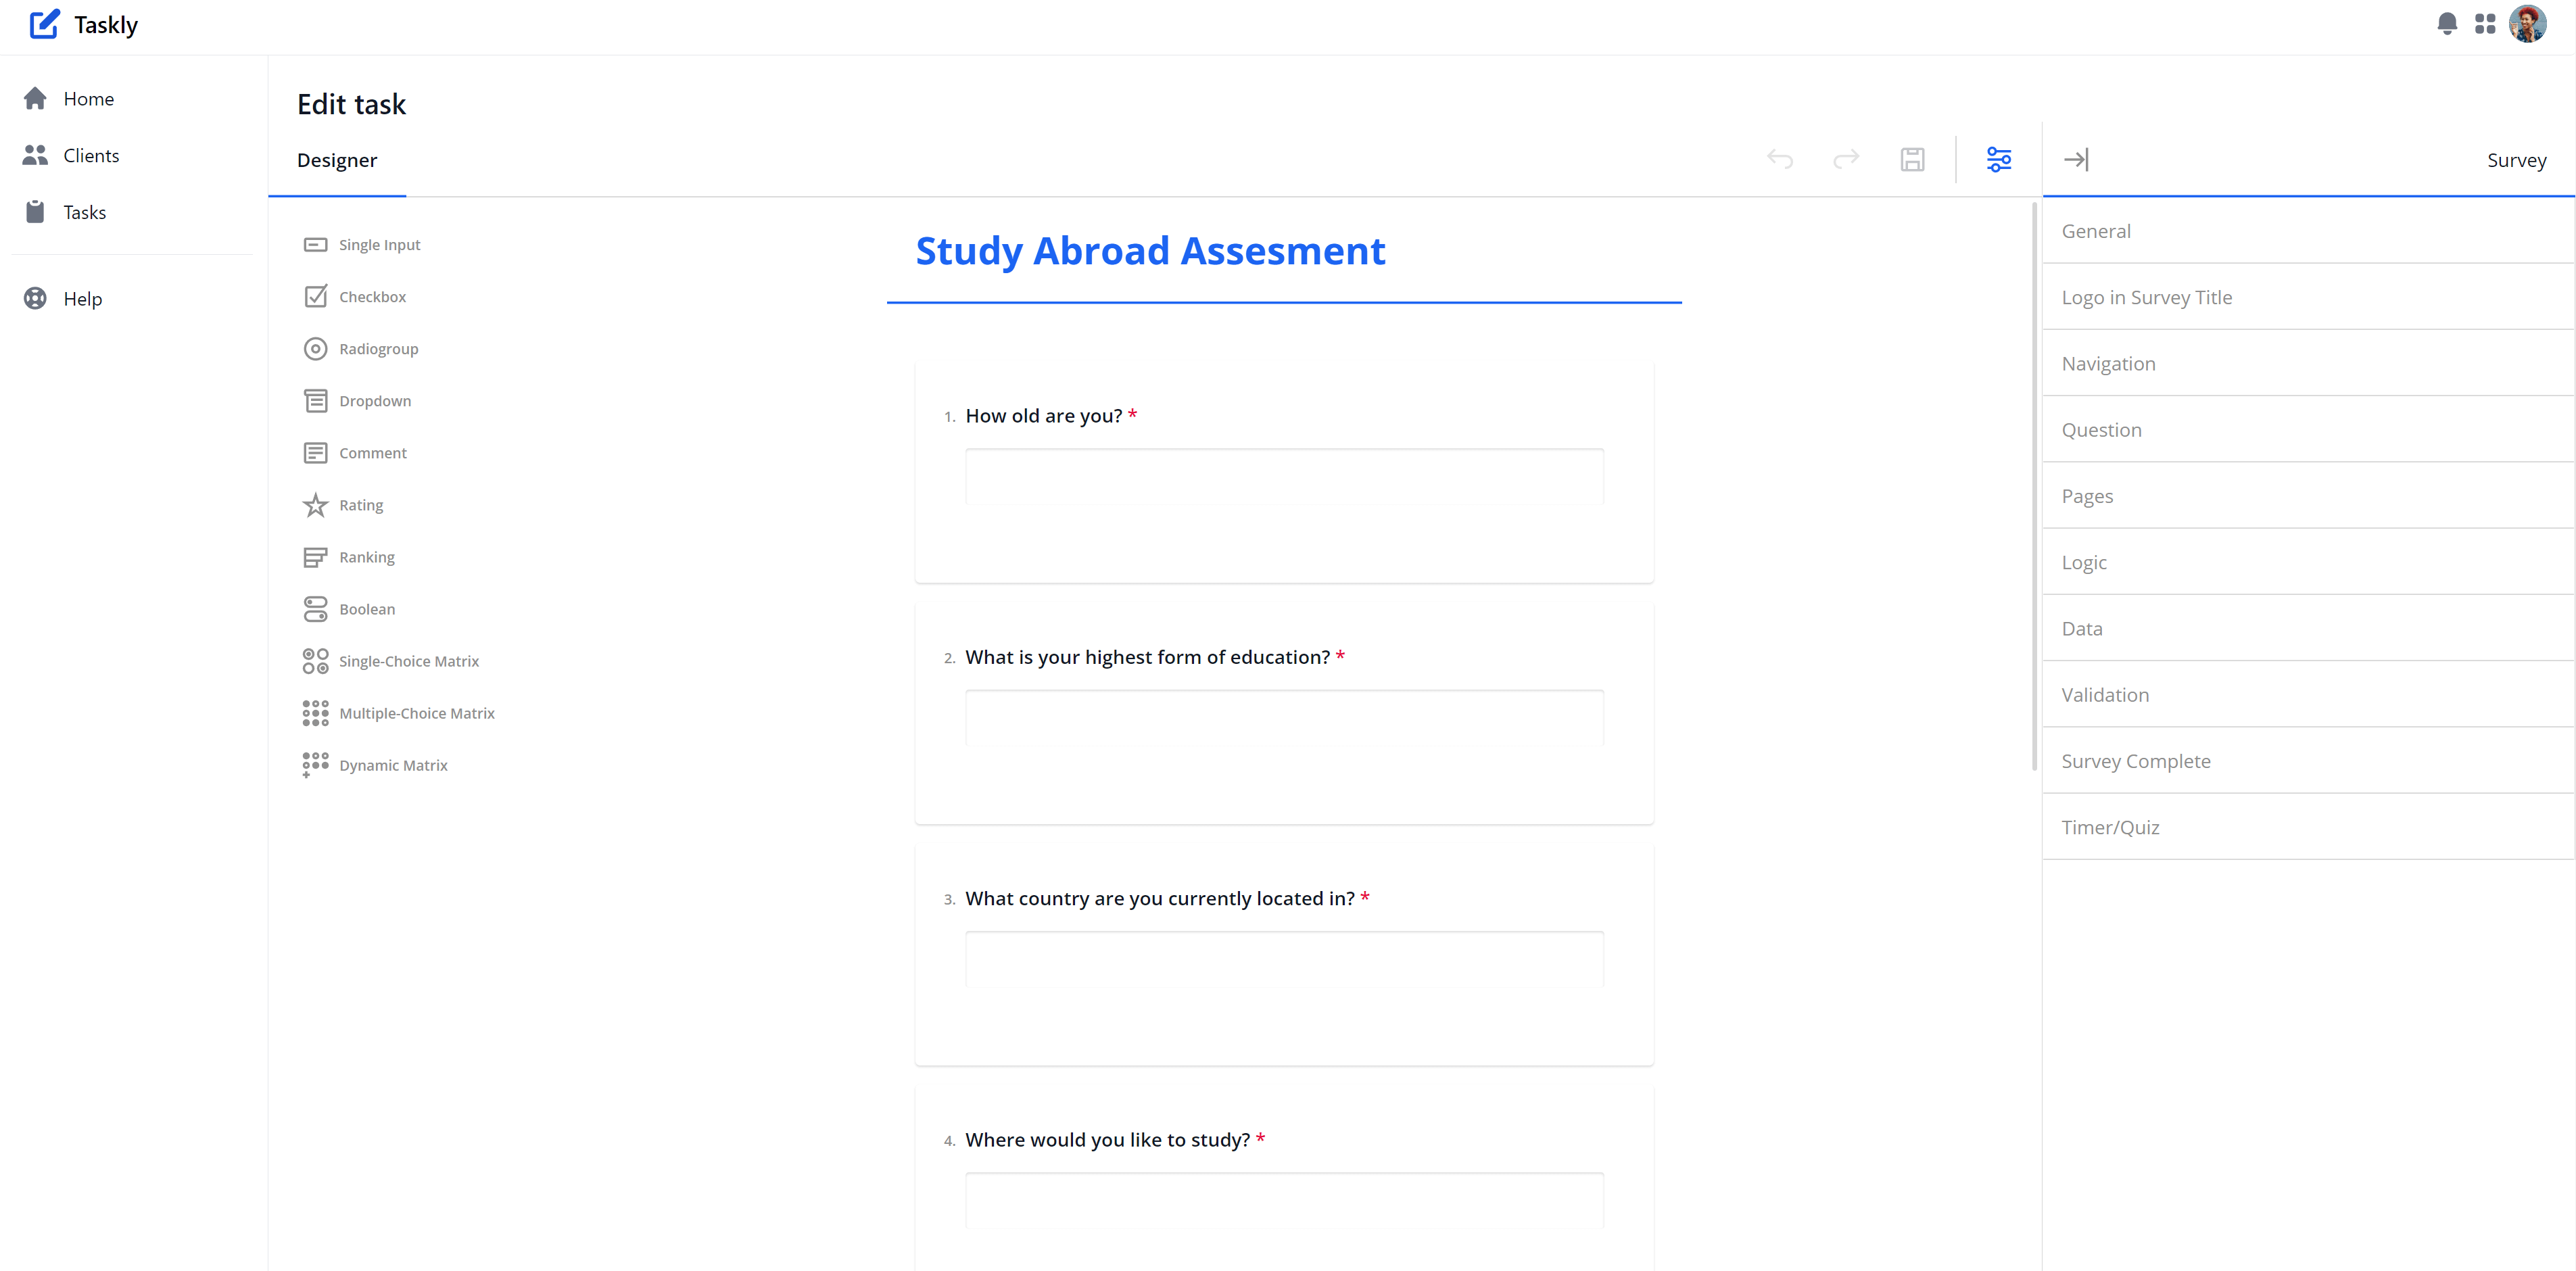 Taskly
Home
Clients
Tasks
Help
Edit task
Designer
Survey
Single Input
Checkbox
Radiogroup
Dropdown
Comment
Rating
Ranking
Boolean
Single-Choice Matrix
Multiple-Choice Matrix
Dynamic Matrix
Study Abroad Assesment
1. How old are you? *
2. What is your highest form of education? *
3. What country are you currently located in? *
4. Where would you like to study? *
General
Logo in Survey Title
Navigation
Question
Pages
Logic
Data
Validation
Survey Complete
Timer/Quiz